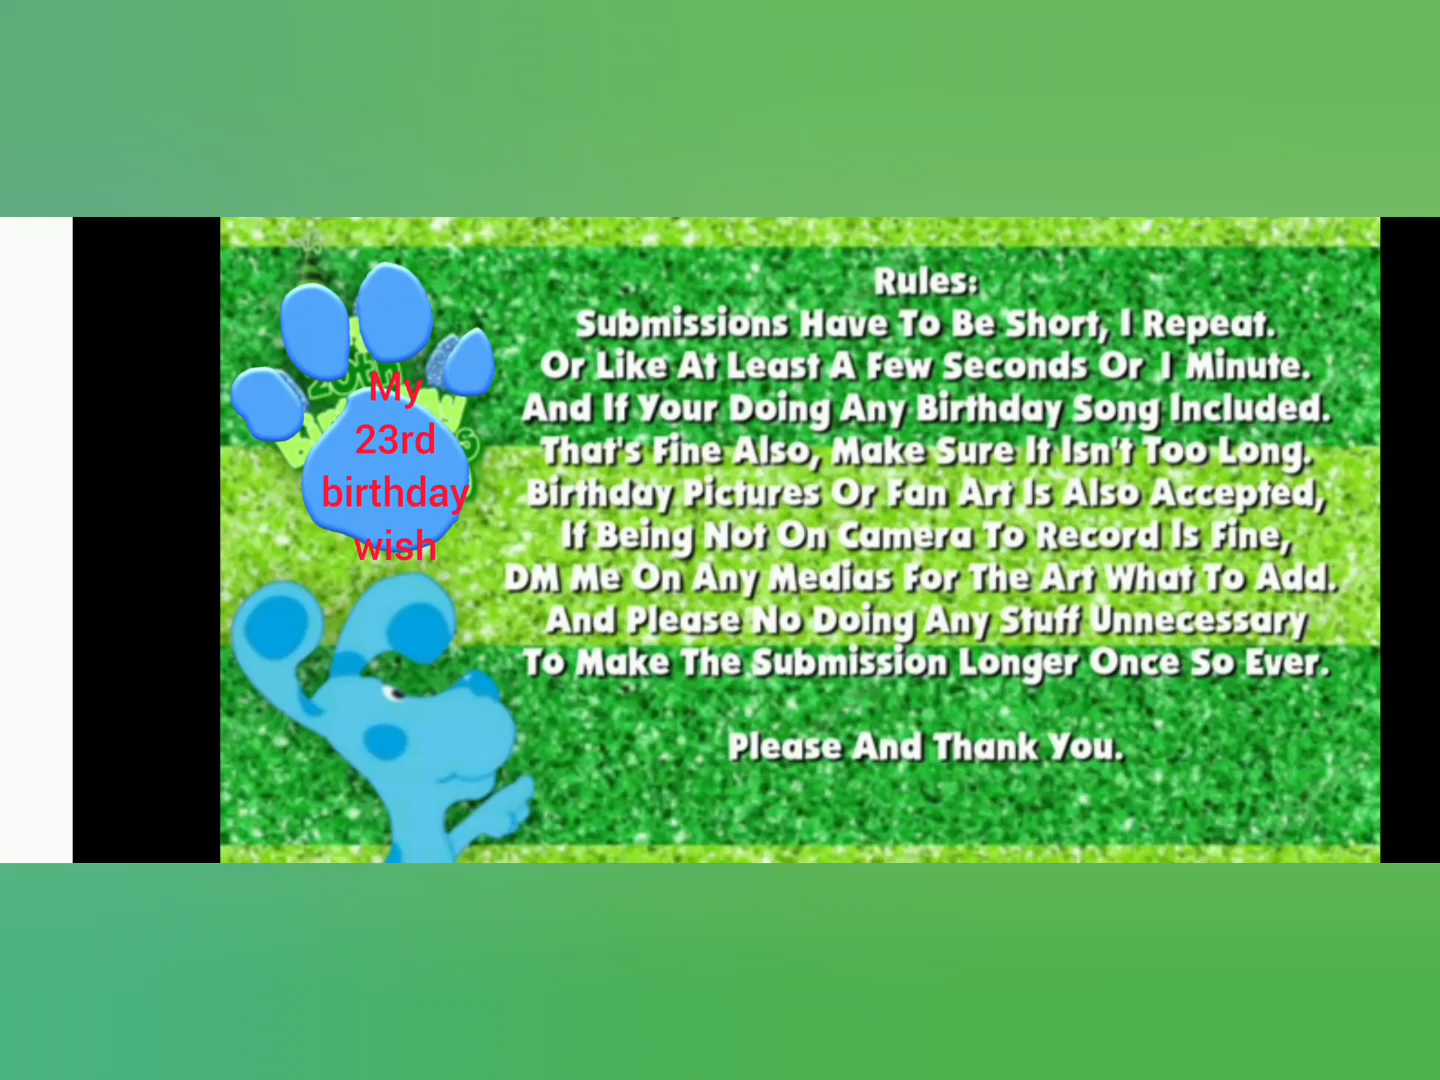 My
23rd
birthday
wish
Rules:
Submissions Have To Be Short, I Repeat.
Or Like At Least A Few Seconds Or 1 Minute.
And If Your Doing Any Birthday Song Included.
That's Fine Also, Make Sure It Isn't Too Long.
Birthday Pictures Or Fan Art Is Also Accepted,
If Being Not On Camera To Record Is Fine,
DM Me On Any Medias For The Art What To Add.
And Please No Doing Any Stuff Unnecessary
To Make The Submission Longer Once So Ever.
Please And Thank You.